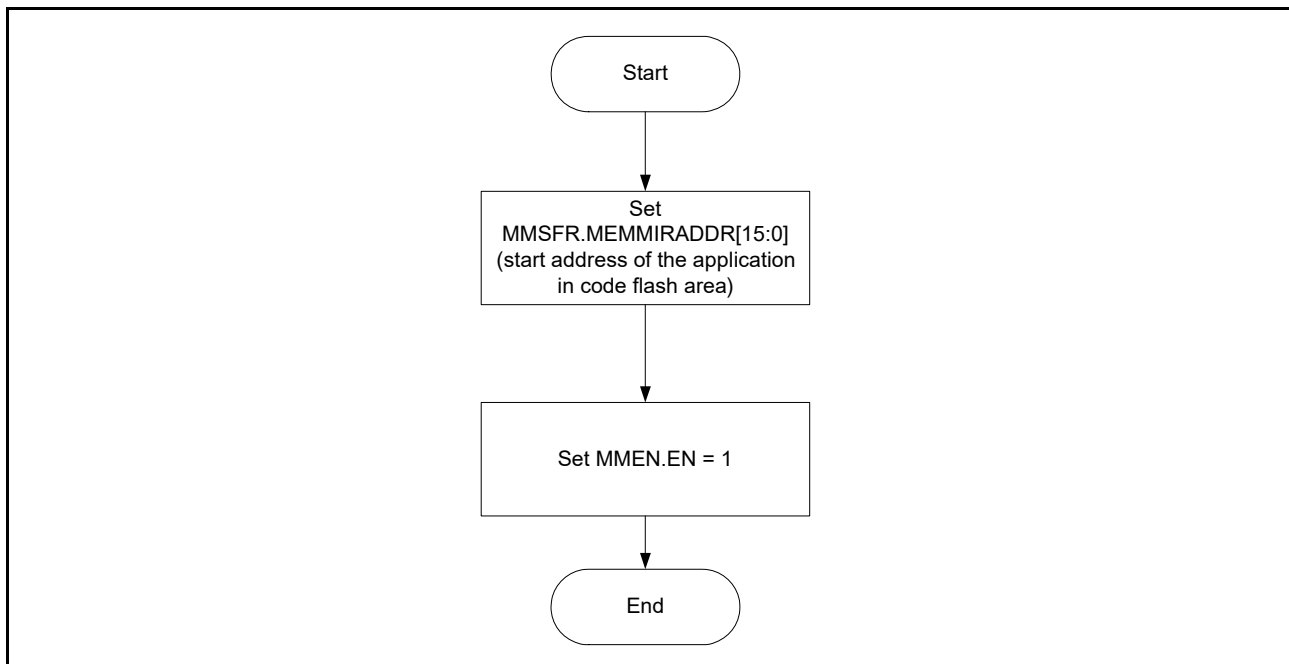 Start
Set
MMSFR.MEMMIRADDR[15:0]
(start address of the application
in code flash area)
Set MMEN.EN = 1
End